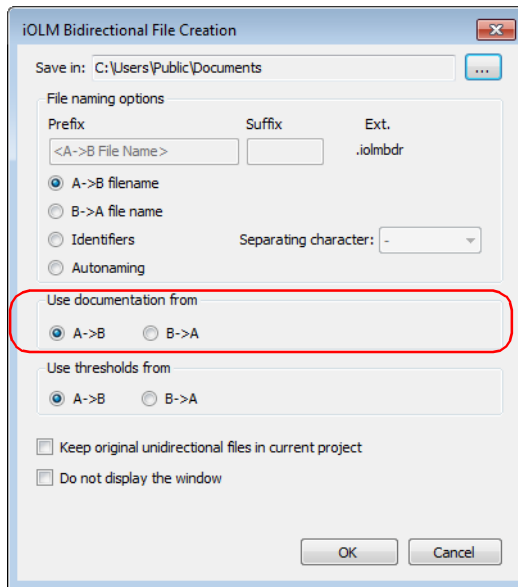 iOLM Bidirectional File Creation
Save in: C:\Users\Public\Documents ...
File naming options
Prefix Suffix Ext.
<A->B File Name> .iolmbdr
A->B filename
B->A file name
Identifiers Separating character: -
Autonaming
Use documentation from
A->B B->A
Use thresholds from
A->B B->A
Keep original unidirectional files in current project
Do not display the window
OK Cancel